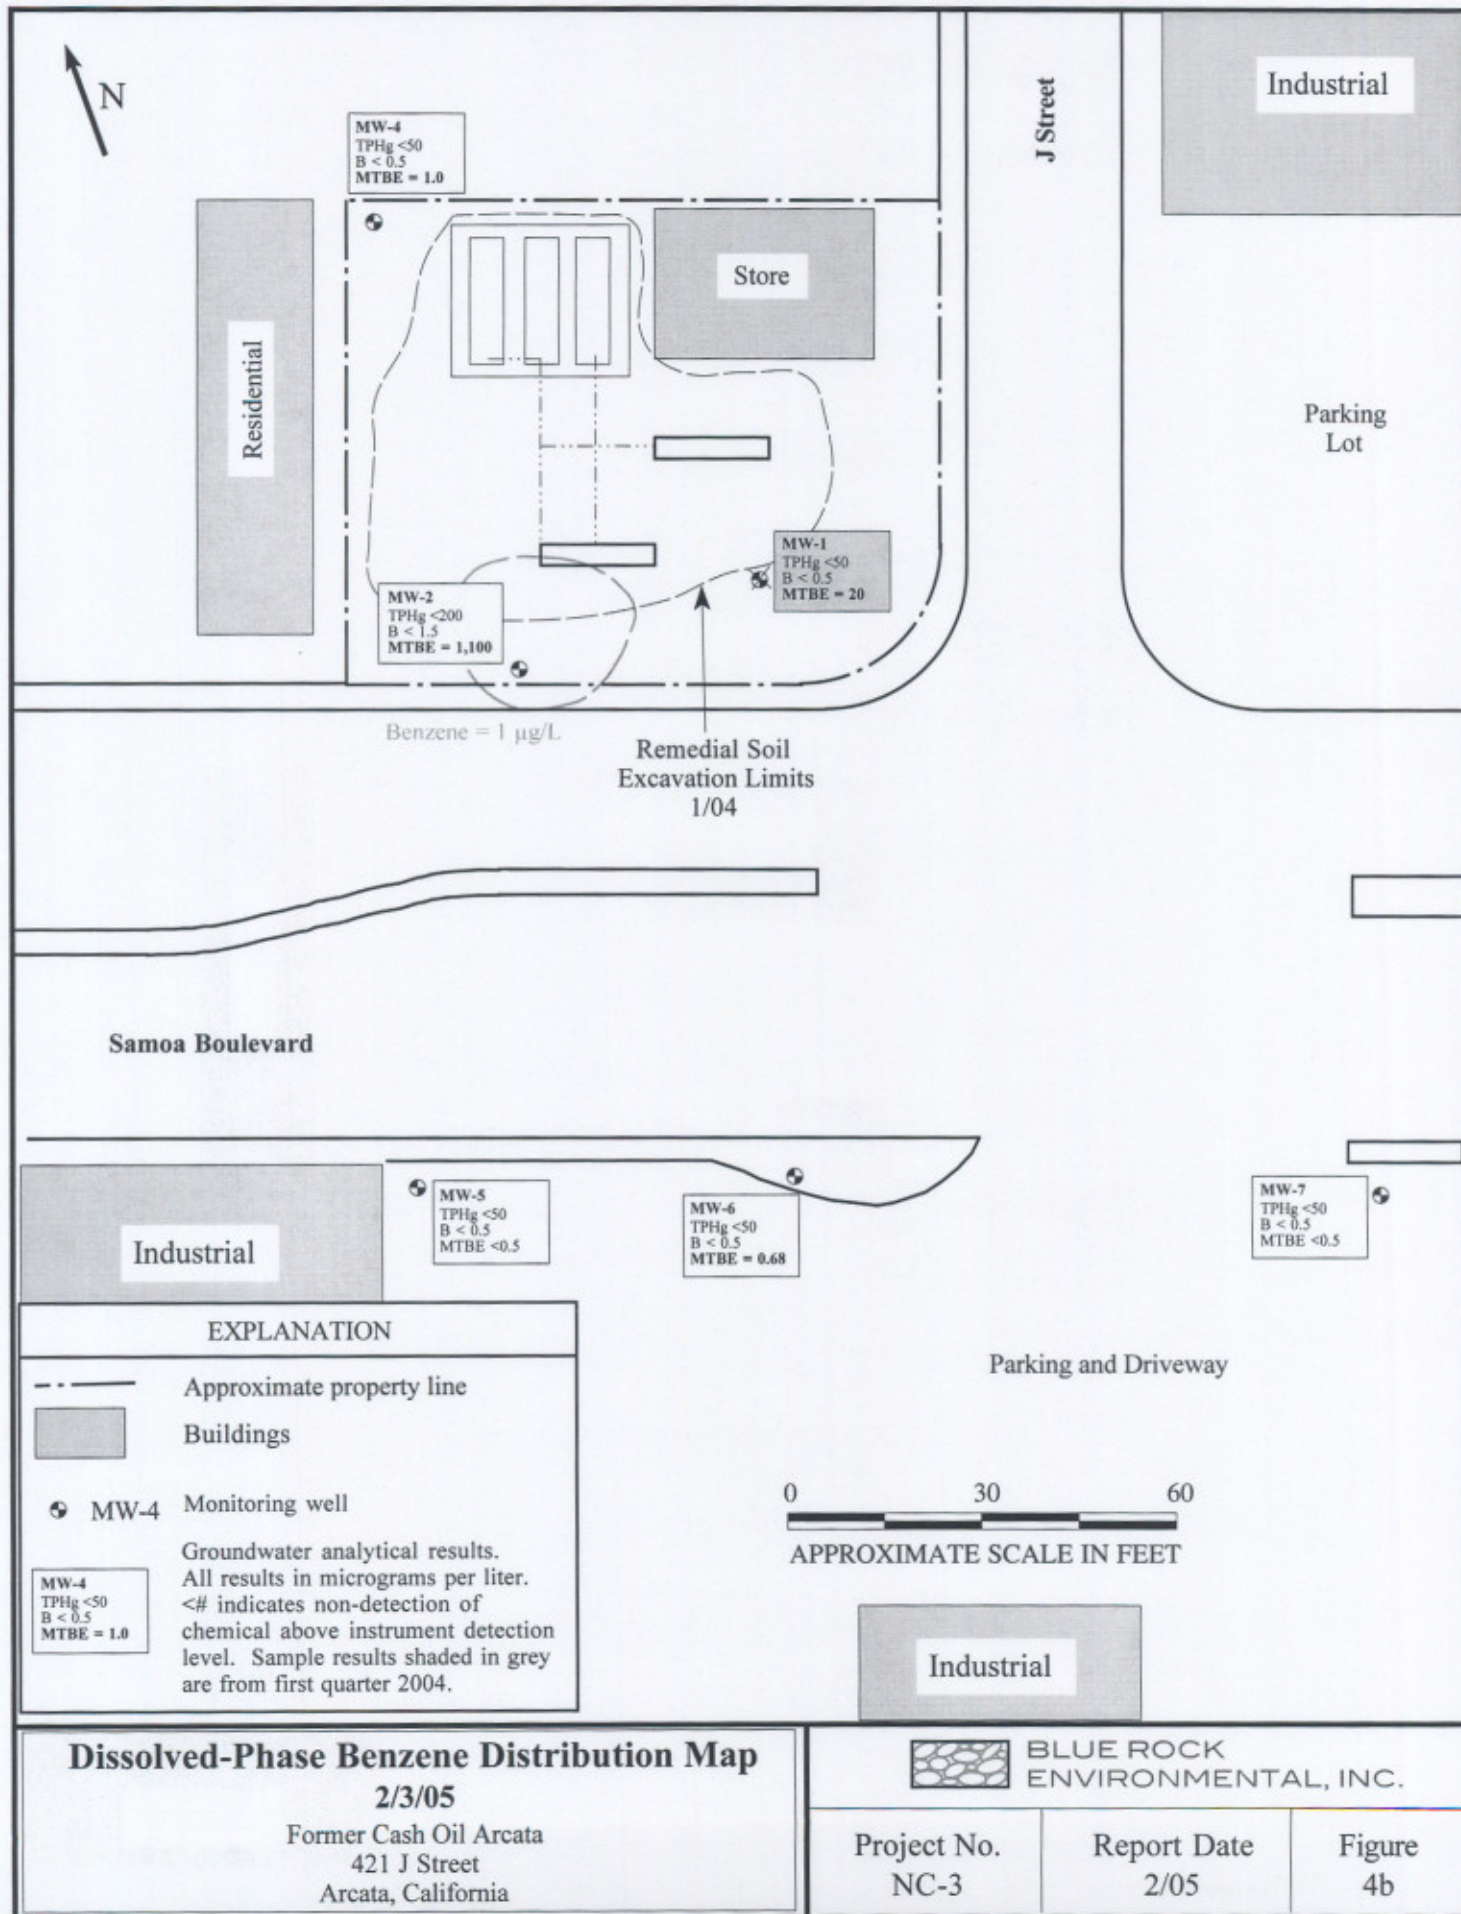 N
MW-4
TPHg <50
B < 0.5
MTBE = 1.0
J Street
Industrial
Store
Residential
Parking
Lot
MW-1
TPHg <50
B < 0.5
MTBE = 20
MW-2
TPHg <200
B < 1.5
MTBE = 1,100
Benzene = 1 µg/L
Remedial Soil
Excavation Limits
1/04
Samoa Boulevard
MW-5
TPHg <50
B < 0.5
MTBE <0.5
MW-6
TPHg <50
B < 0.5
MTBE = 0.68
MW-7
TPHg <50
B < 0.5
MTBE <0.5
Industrial
EXPLANATION
Approximate property line
Buildings
MW-4 Monitoring well
MW-4
TPHg <50
B < 0.5
MTBE = 1.0
Groundwater analytical results.
All results in micrograms per liter.
<# indicates non-detection of
chemical above instrument detection
level. Sample results shaded in grey
are from first quarter 2004.
Parking and Driveway
0 30 60
APPROXIMATE SCALE IN FEET
Industrial
Dissolved-Phase Benzene Distribution Map
2/3/05
Former Cash Oil Arcata
421 J Street
Arcata, California
BLUE ROCK
ENVIRONMENTAL, INC.
Project No.
NC-3
Report Date
2/05
Figure
4b